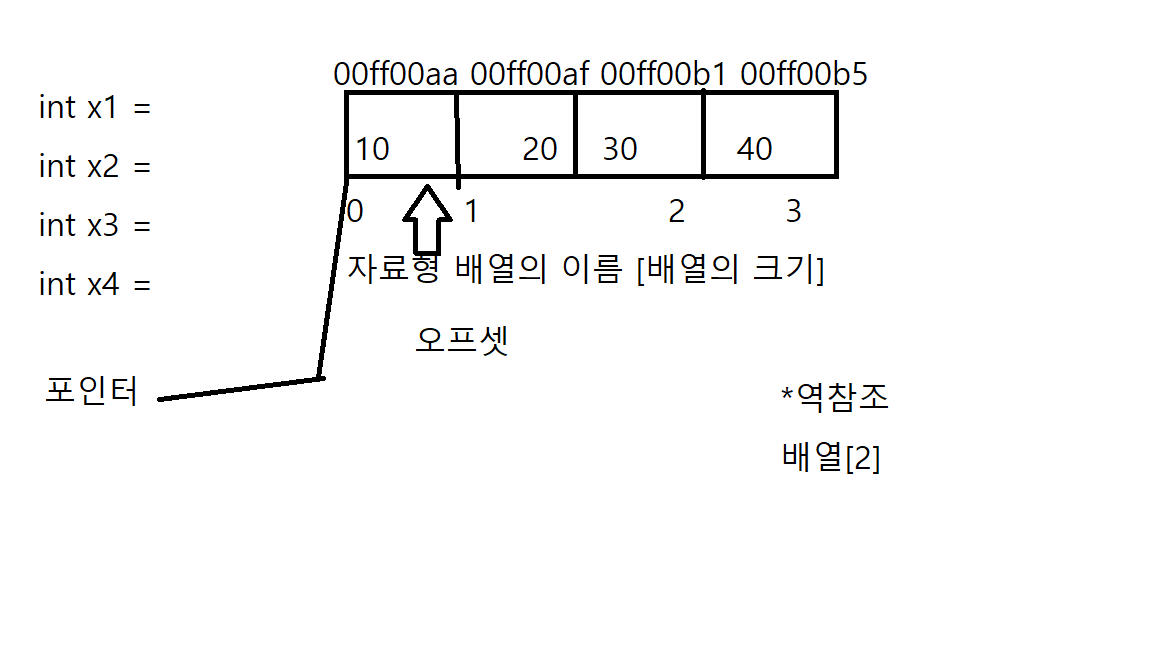 00ff00aa 00ff00af 00ff00b1 00ff00b5
int x1 =
int x2 =
int x3 =
int x4 =
10 20 30 40
0 1 2 3
자료형 배열의 이름 [배열의 크기]
오프셋
포인터
*역참조
배열[2]